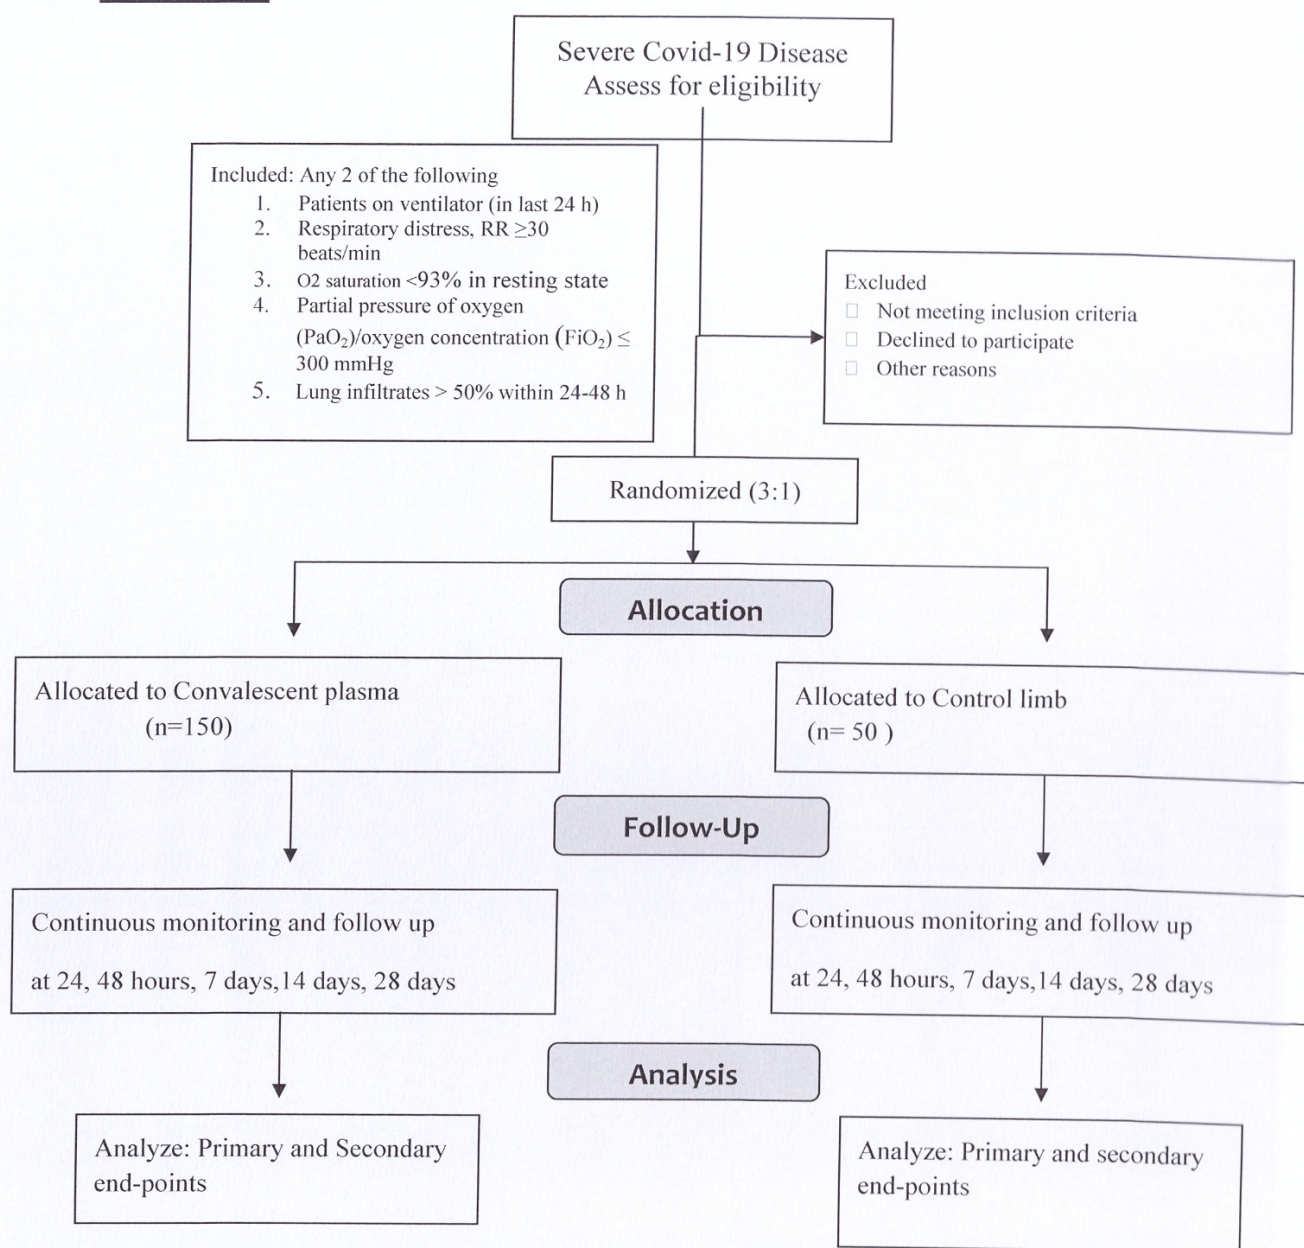 Severe Covid-19 Disease
Assess for eligibility
Included: Any 2 of the following
1. Patients on ventilator (in last 24 h)
2. Respiratory distress, RR ≥30
beats/min
3. O2 saturation <93% in resting state
4. Partial pressure of oxygen
(PaO₂)/oxygen concentration (FiO₂) ≤
300 mmHg
5. Lung infiltrates > 50% within 24-48 h
Excluded
□ Not meeting inclusion criteria
□ Declined to participate
□ Other reasons
Randomized (3:1)
Allocation
Allocated to Convalescent plasma
(n=150)
Allocated to Control limb
(n= 50 )
Follow-Up
Continuous monitoring and follow up
at 24, 48 hours, 7 days,14 days, 28 days
Continuous monitoring and follow up
at 24, 48 hours, 7 days,14 days, 28 days
Analysis
Analyze: Primary and Secondary
end-points
Analyze: Primary and secondary
end-points